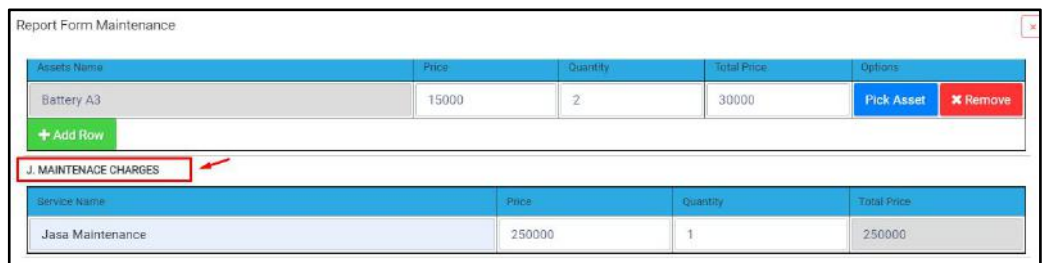 Report Form Maintenance
Assets Name Price Quantity Total Price Options
Battery A3 15000 2 30000 Pick Asset Remove
+ Add Row
J. MAINTENACE CHARGES
Service Name Price Quantity Total Price
Jasa Maintenance 250000 1 250000